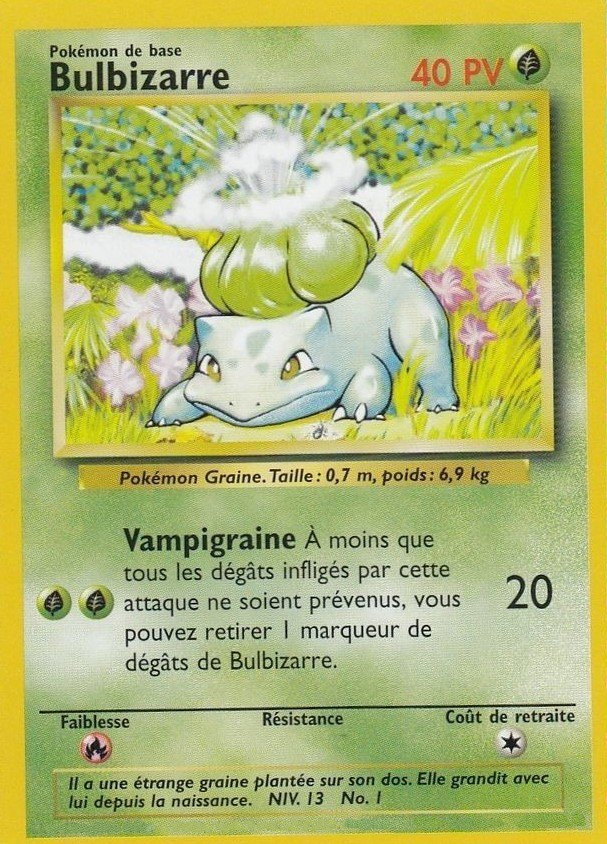 Pokémon de base
Bulbizarre
40 PV
Pokémon Graine. Taille : 0,7 m, poids : 6,9 kg
Vampigraine À moins que
tous les dégâts infligés par cette
attaque ne soient prévenus, vous
pouvez retirer 1 marqueur de
dégâts de Bulbizarre.
20
Faiblesse
Résistance
Coût de retraite
Il a une étrange graine plantée sur son dos. Elle grandit avec
lui depuis la naissance. NIV. 13 No. 1